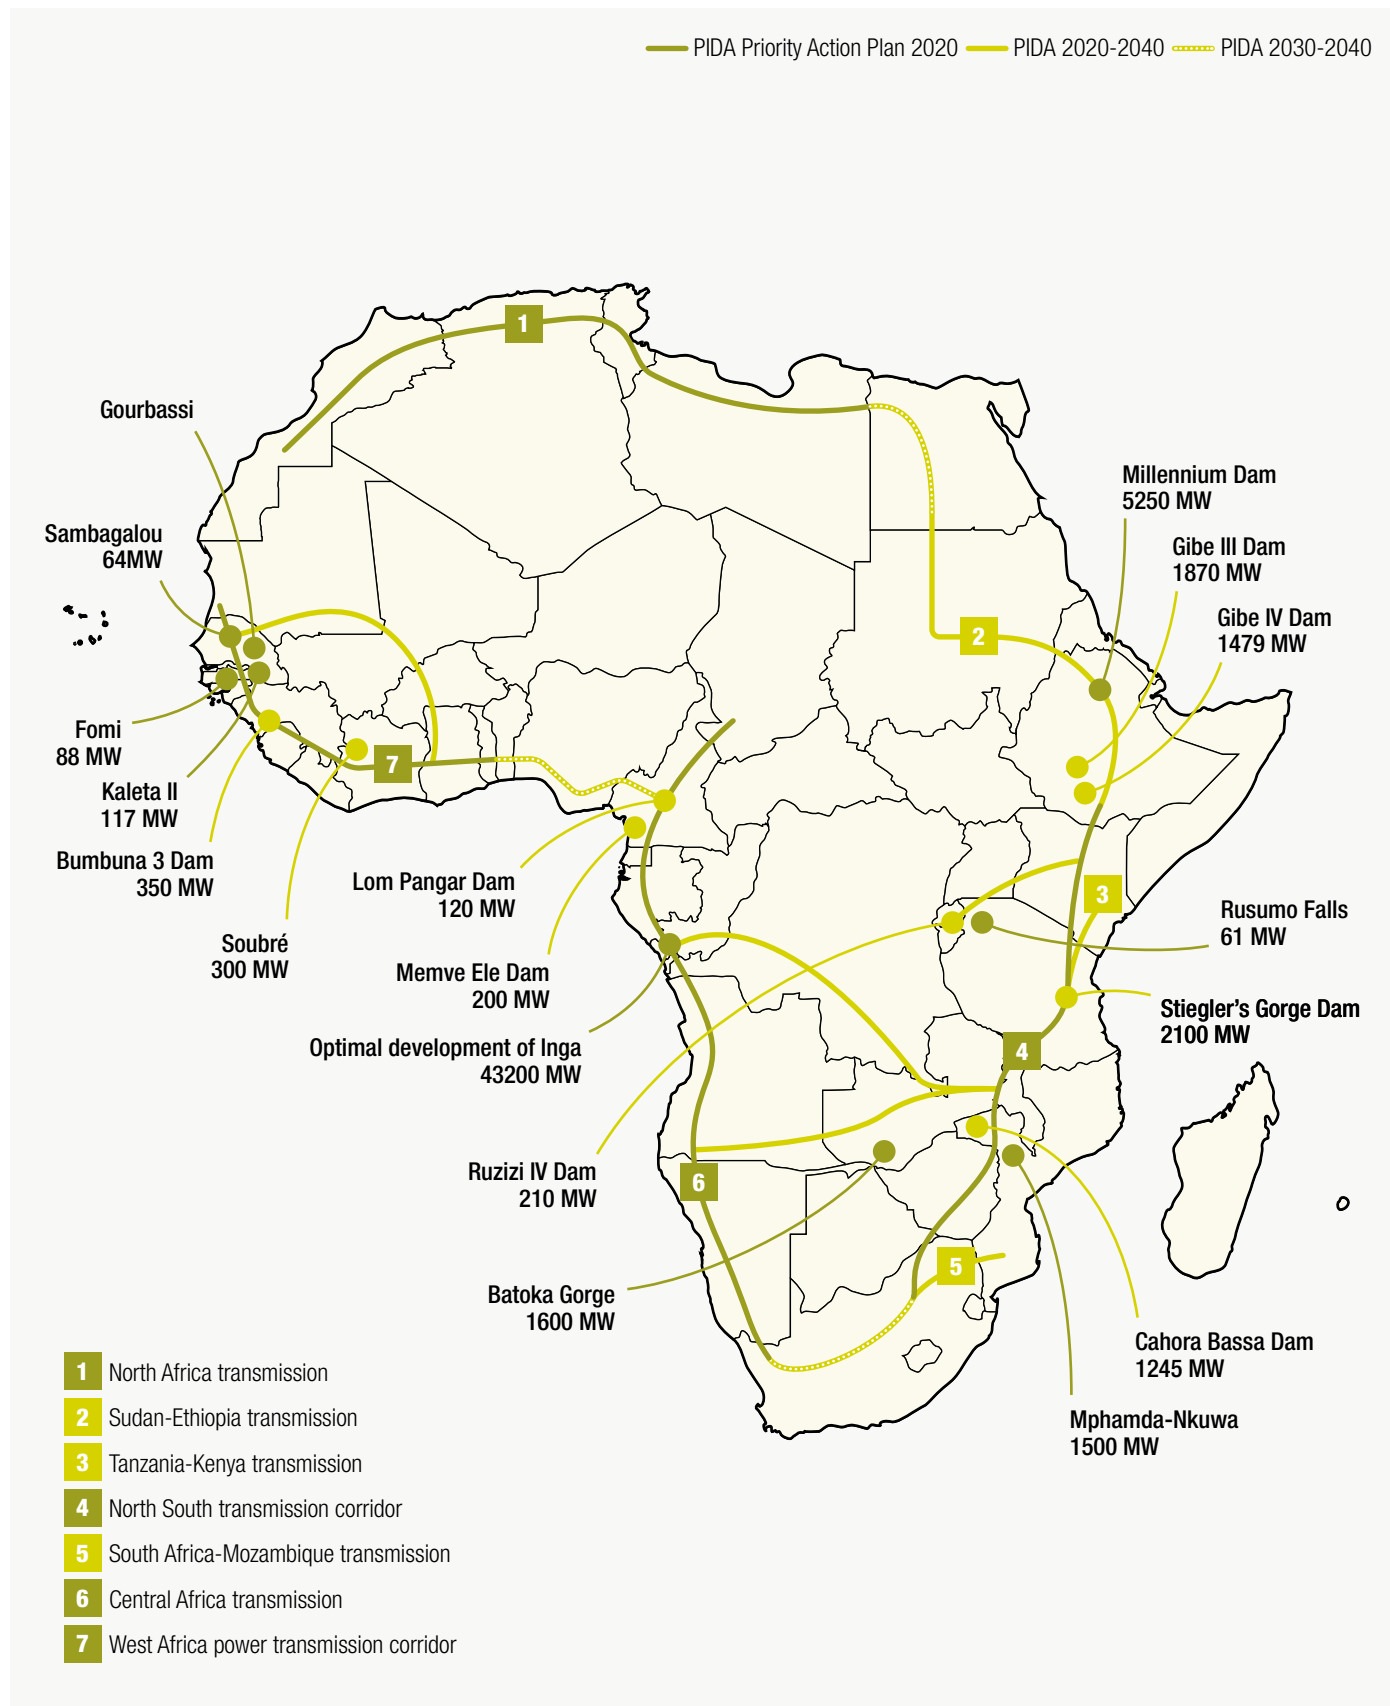 PIDA Priority Action Plan 2020 PIDA 2020-2040 PIDA 2030-2040
1
Gourbassi
Millennium Dam
5250 MW
Sambagalou
64MW
Gibe III Dam
1870 MW
Gibe IV Dam
1479 MW
2
Fomi
88 MW
7
Kaleta II
117 MW
Bumbuna 3 Dam
350 MW
Lom Pangar Dam
120 MW
3
Rusumo Falls
61 MW
Soubré
300 MW
Memve Ele Dam
200 MW
Stiegler's Gorge Dam
2100 MW
Optimal development of Inga
43200 MW
4
Ruzizi IV Dam
210 MW
6
5
Batoka Gorge
1600 MW
Cahora Bassa Dam
1245 MW
Mphamda-Nkuwa
1500 MW
1 North Africa transmission
2 Sudan-Ethiopia transmission
3 Tanzania-Kenya transmission
4 North South transmission corridor
5 South Africa-Mozambique transmission
6 Central Africa transmission
7 West Africa power transmission corridor